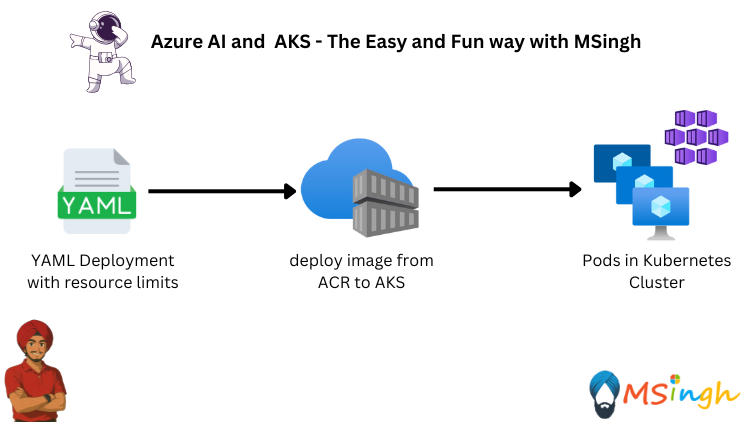 Azure AI and AKS - The Easy and Fun way with MSingh
YAML
YAML Deployment
with resource limits
deploy image from
ACR to AKS
Pods in Kubernetes
Cluster
MSingh